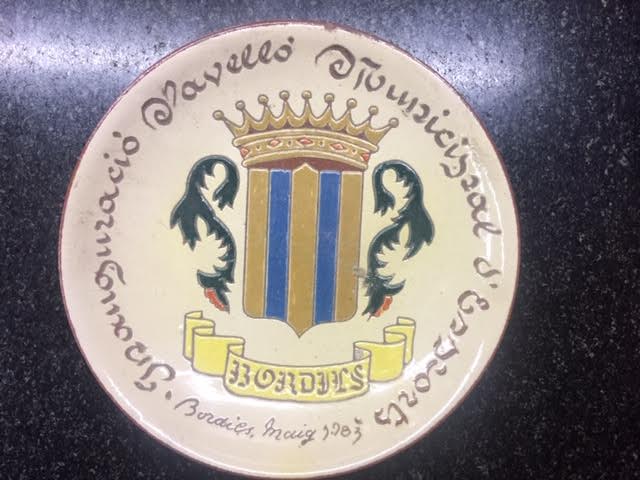 Inauguració Pavelló Municipal d'Esports.
BORDILS
Bordils, Maig 1983